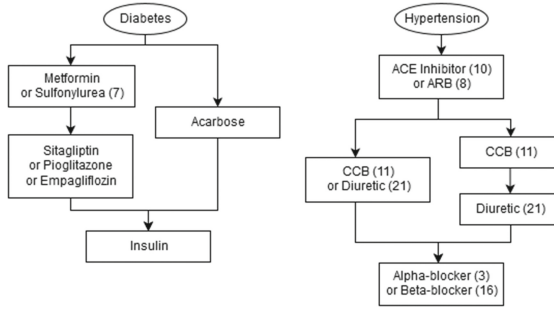 Diabetes
Metformin
or Sulfonylurea (7)
Acarbose
Sitagliptin
or Pioglitazone
or Empagliflozin
Insulin
Hypertension
ACE Inhibitor (10)
or ARB (8)
CCB (11)
or Diuretic (21)
CCB (11)
Diuretic (21)
Alpha-blocker (3)
or Beta-blocker (16)